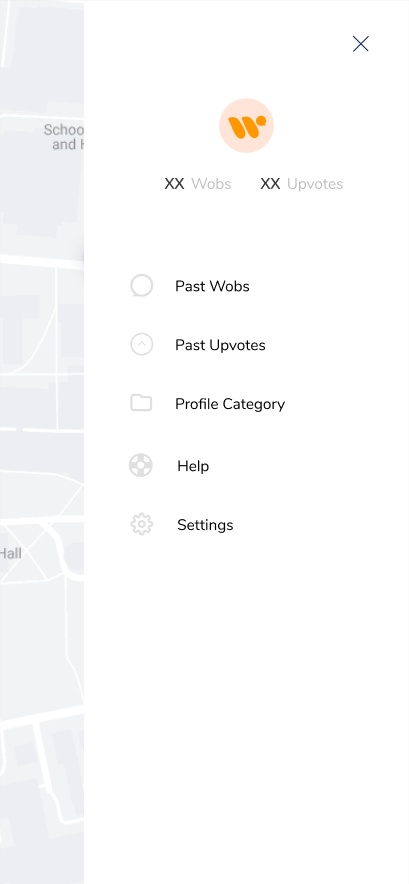 Schoo
and H
XX Wobs XX Upvotes
Past Wobs
Past Upvotes
Profile Category
Help
Hall
Settings